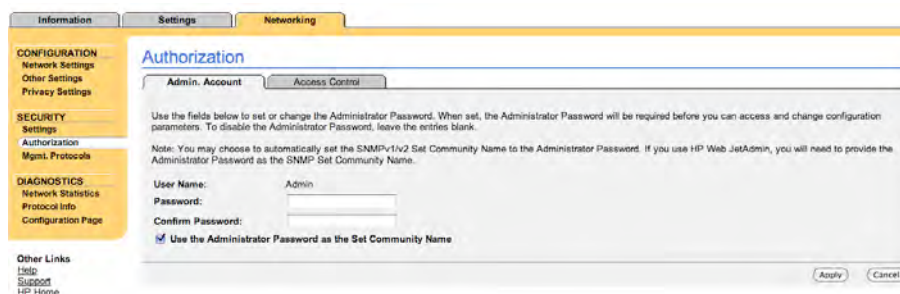 Information
Settings
Networking
CONFIGURATION
Network Settings
Other Settings
Privacy Settings
SECURITY
Settings
Authorization
Mgmt. Protocols
DIAGNOSTICS
Network Statistics
Protocol Info
Configuration Page
Other Links
Help
Support
HP Home
Authorization
Admin. Account
Access Control
Use the fields below to set or change the Administrator Password. When set, the Administrator Password will be required before you can access and change configuration
parameters. To disable the Administrator Password, leave the entries blank.
Note: You may choose to automatically set the SNMPv1/v2 Set Community Name to the Administrator Password. If you use HP Web JetAdmin, you will need to provide the
Administrator Password as the SNMP Set Community Name.
User Name: Admin
Password:
Confirm Password:
Use the Administrator Password as the Set Community Name
Apply
Cancel